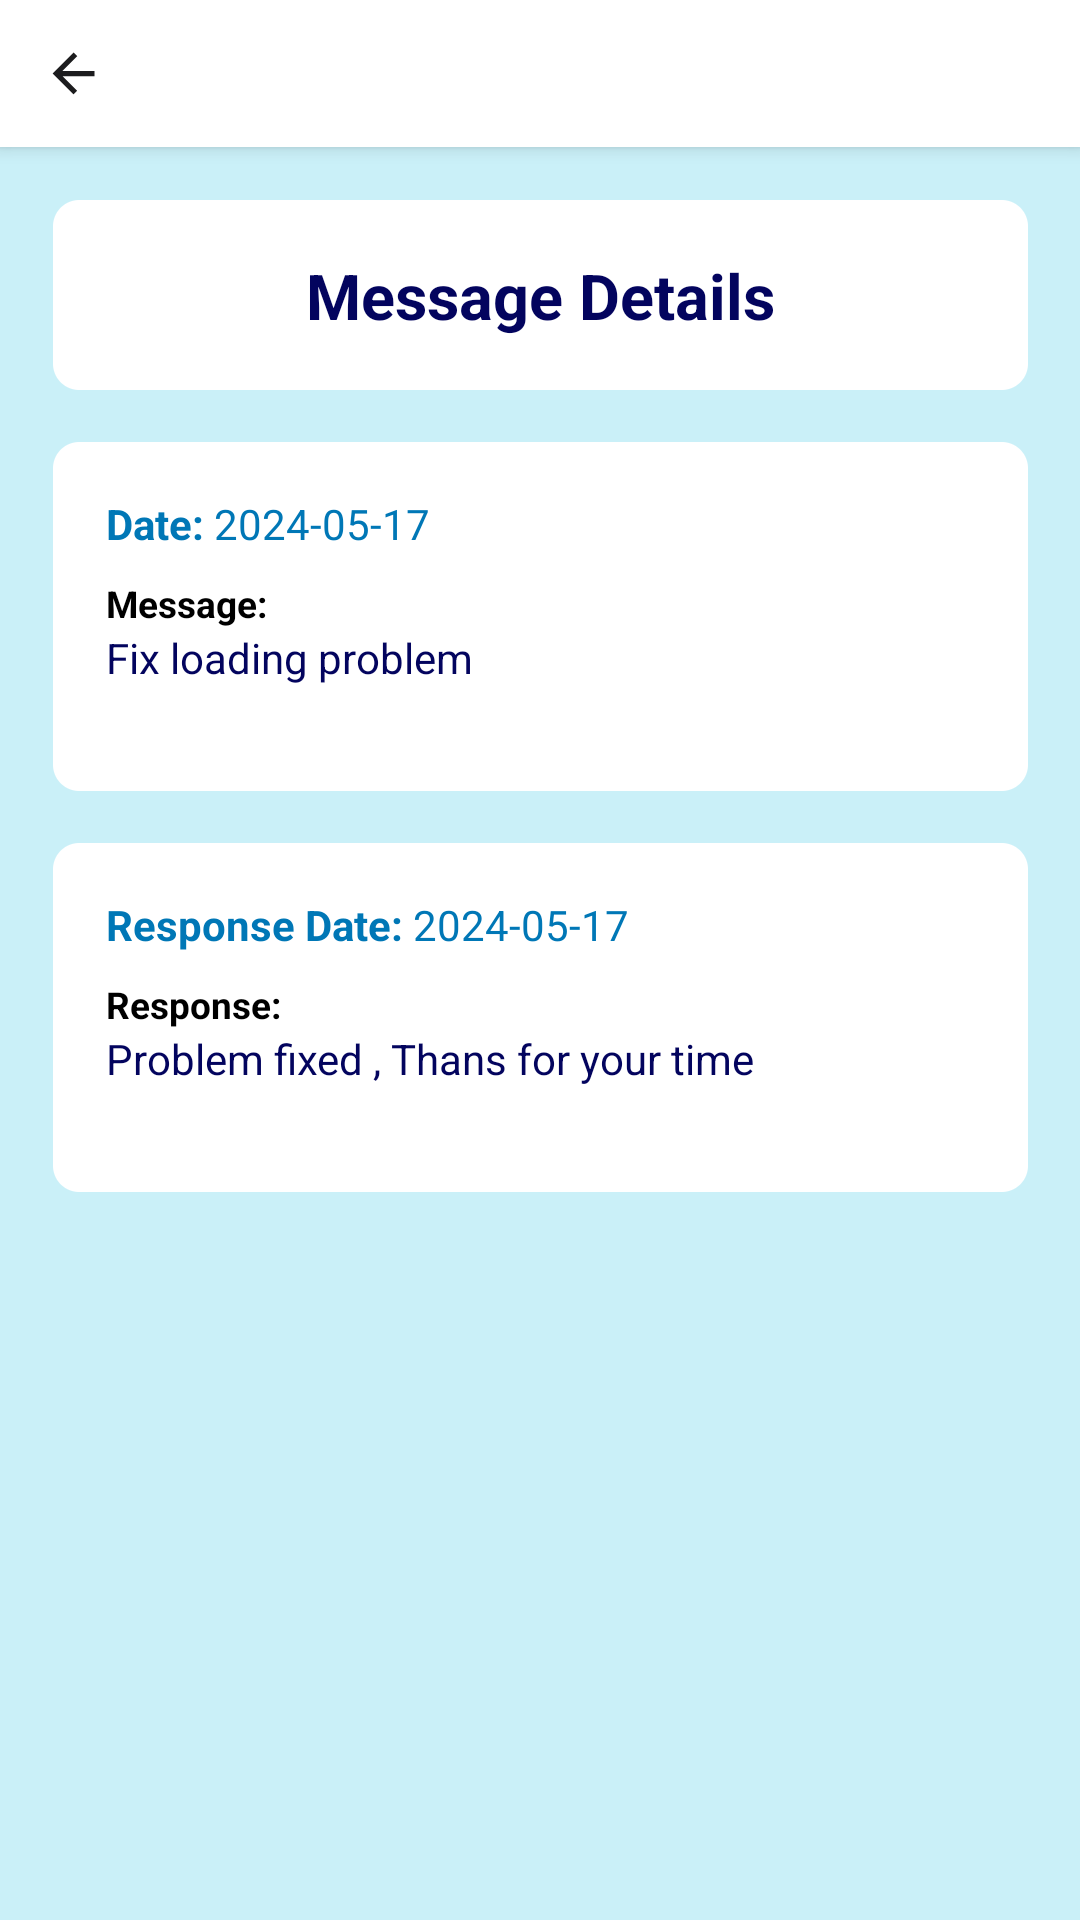 Message Details
Date: 2024-05-17
Message:
Fix loading problem
Response Date: 2024-05-17
Response:
Problem fixed , Thans for your time